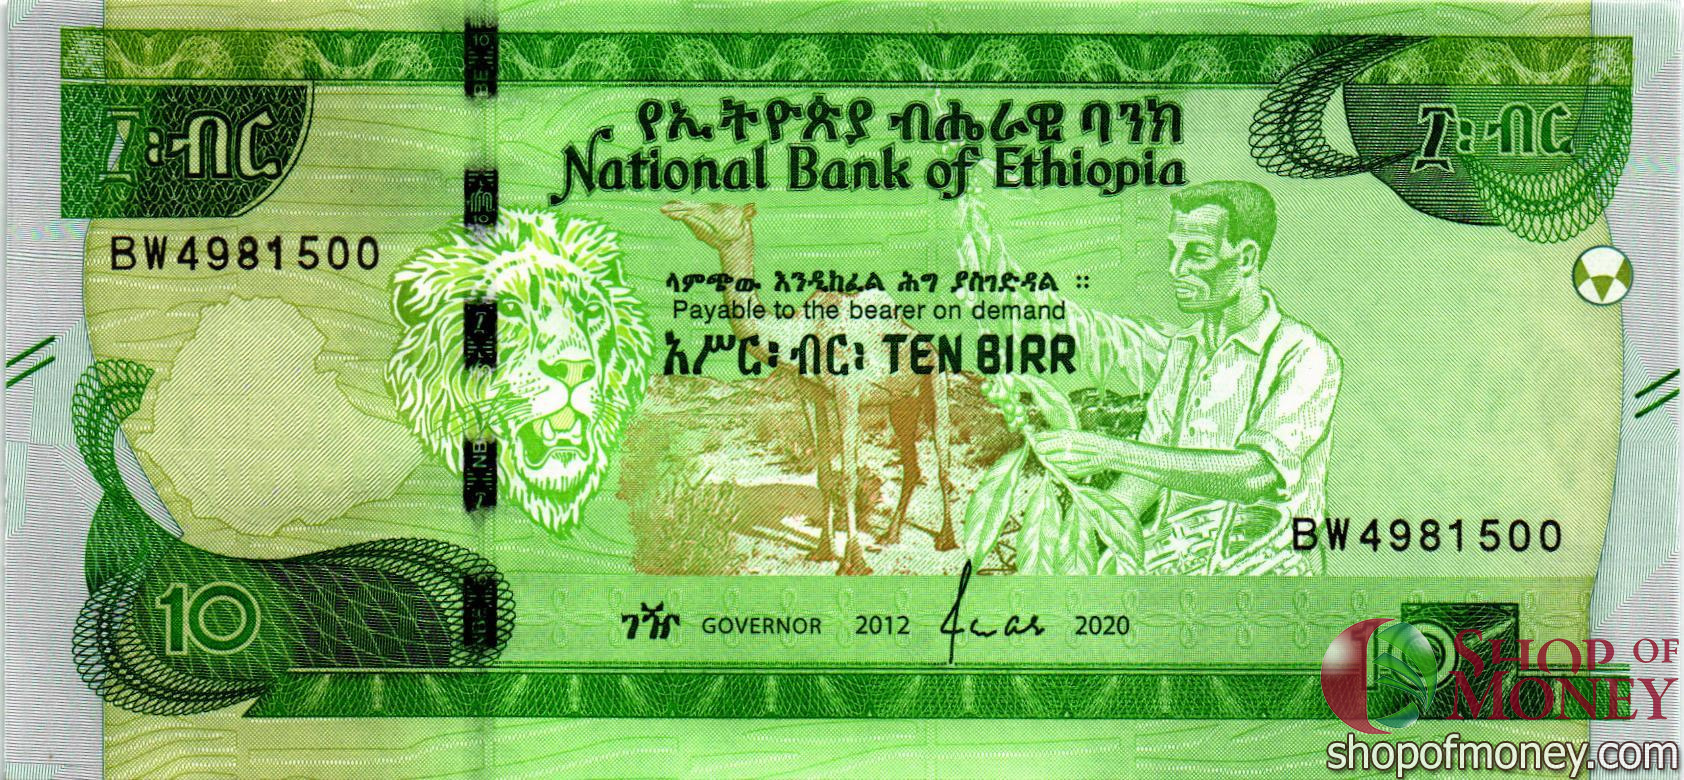 ፲፡ብር
የኢትዮጵያ ብሔራዊ ባንክ
National Bank of Ethiopia
፲፡ብር
BW4981500
ላምጭው እንዲከፈል ሕግ ያስገድዳል ።
Payable to the bearer on demand
አሥር፡ብር፡ TEN BIRR
BW4981500
10
ገዥ GOVERNOR 2012 2020
10
SHOP OF MONEY
shopofmoney.com